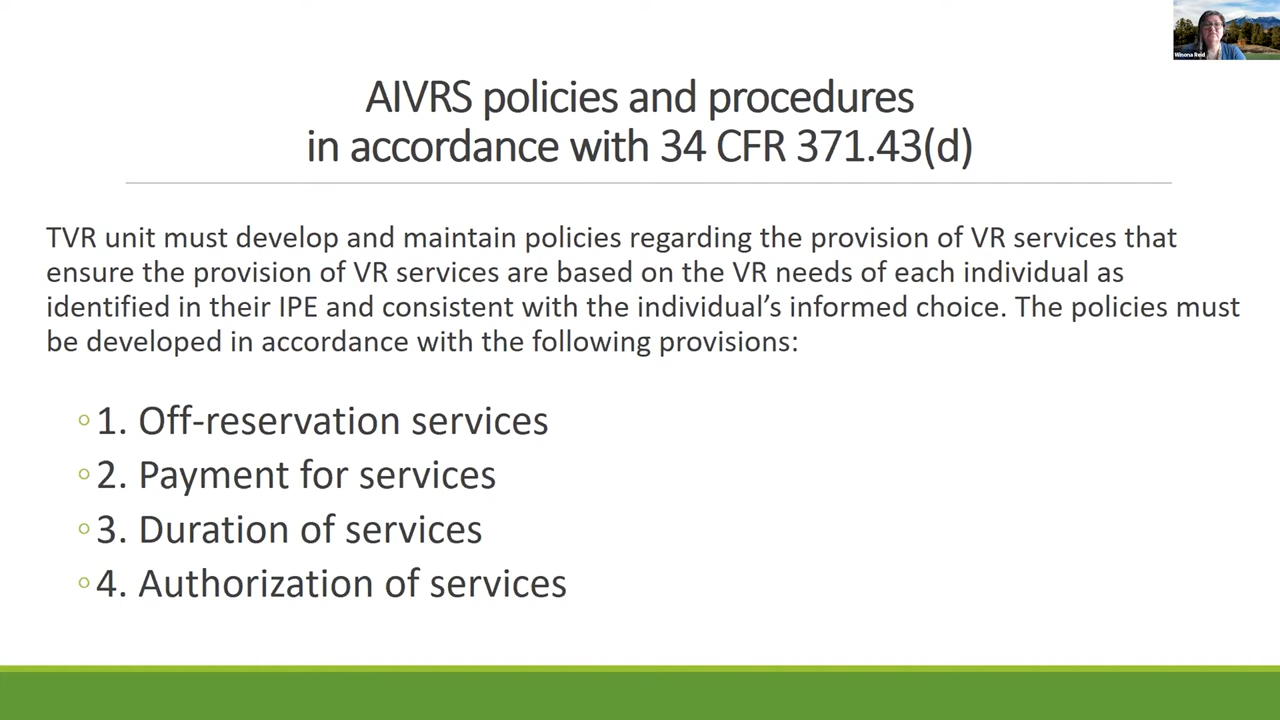 Winona Reid
AIVRS policies and procedures
in accordance with 34 CFR 371.43(d)
TVR unit must develop and maintain policies regarding the provision of VR services that
ensure the provision of VR services are based on the VR needs of each individual as
identified in their IPE and consistent with the individual’s informed choice. The policies must
be developed in accordance with the following provisions:
1. Off-reservation services
2. Payment for services
3. Duration of services
4. Authorization of services